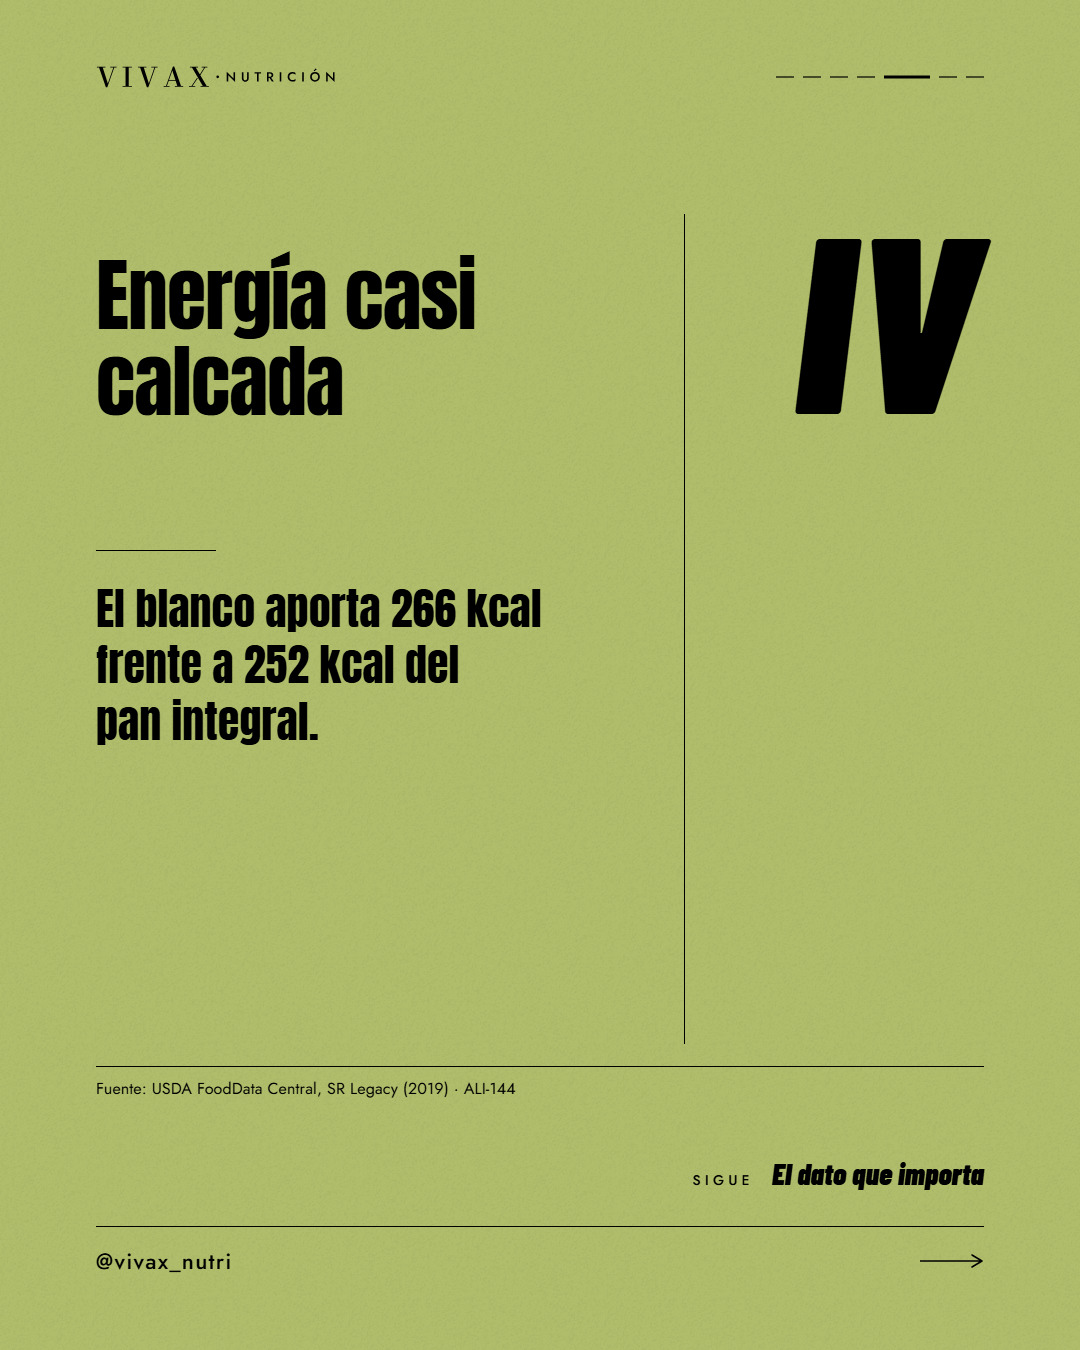 VIVAX·NUTRICIÓN
Energía casi
calcada
IV
El blanco aporta 266 kcal
frente a 252 kcal del
pan integral.
Fuente: USDA FoodData Central, SR Legacy (2019) · ALI-144
SIGUE El dato que importa
@vivax_nutri